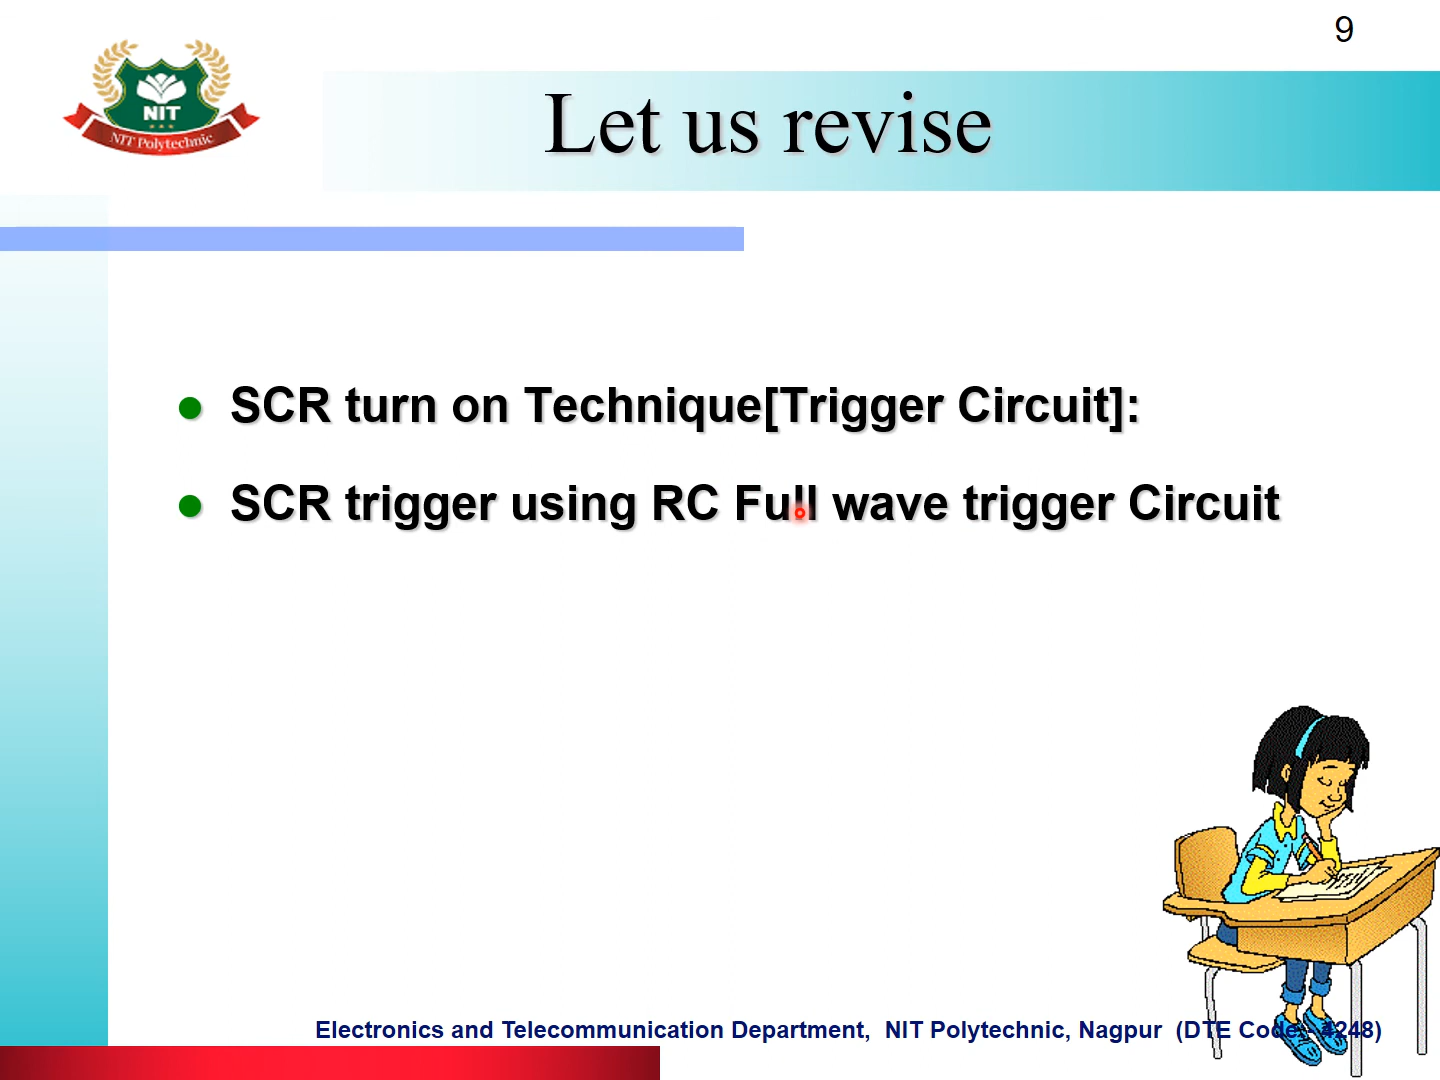 9
NIT
NIT Polytechnic
Let us revise
SCR turn on Technique[Trigger Circuit]:
SCR trigger using RC Full wave trigger Circuit
Electronics and Telecommunication Department, NIT Polytechnic, Nagpur (DTE Code:- 4248)